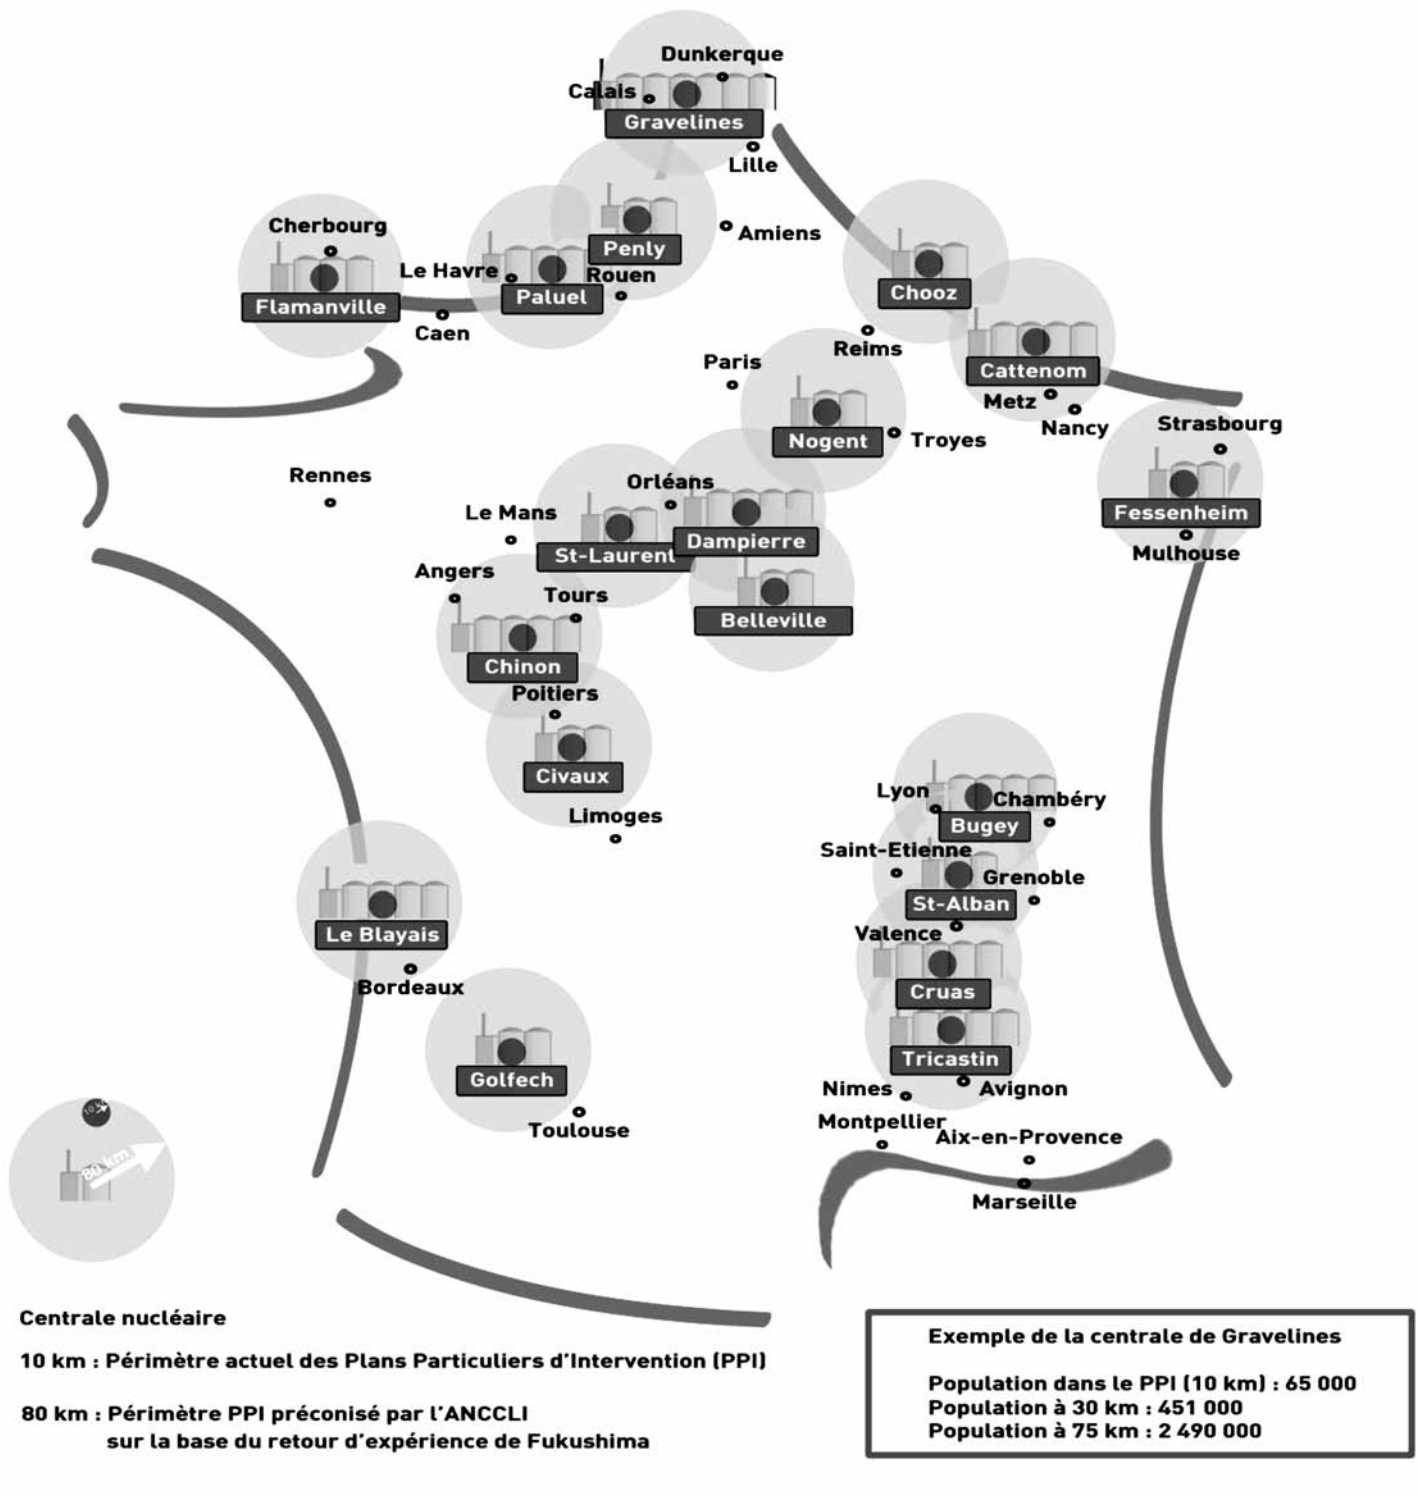 Dunkerque
Calais
Gravelines
Lille
Cherbourg
Amiens
Penly
Le Havre
Rouen
Flamanville
Paluel
Chooz
Caen
Reims
Paris
Cattenom
Metz
Nancy
Nogent
Troyes
Strasbourg
Rennes
Orléans
Le Mans
Fessenheim
Dampierre
St-Laurent
Mulhouse
Angers
Tours
Belleville
Chinon
Poitiers
Civaux
Limoges
Lyon
Chambéry
Bugey
Saint-Etienne
Grenoble
St-Alban
Valence
Le Blayais
Bordeaux
Cruas
Tricastin
Golfech
Nimes
Avignon
Toulouse
Montpellier
Aix-en-Provence
Marseille
10 km
80 km
Centrale nucléaire
10 km : Périmètre actuel des Plans Particuliers d'Intervention (PPI)
80 km : Périmètre PPI préconisé par l'ANCCLI
sur la base du retour d'expérience de Fukushima
Exemple de la centrale de Gravelines
Population dans le PPI (10 km) : 65 000
Population à 30 km : 451 000
Population à 75 km : 2 490 000